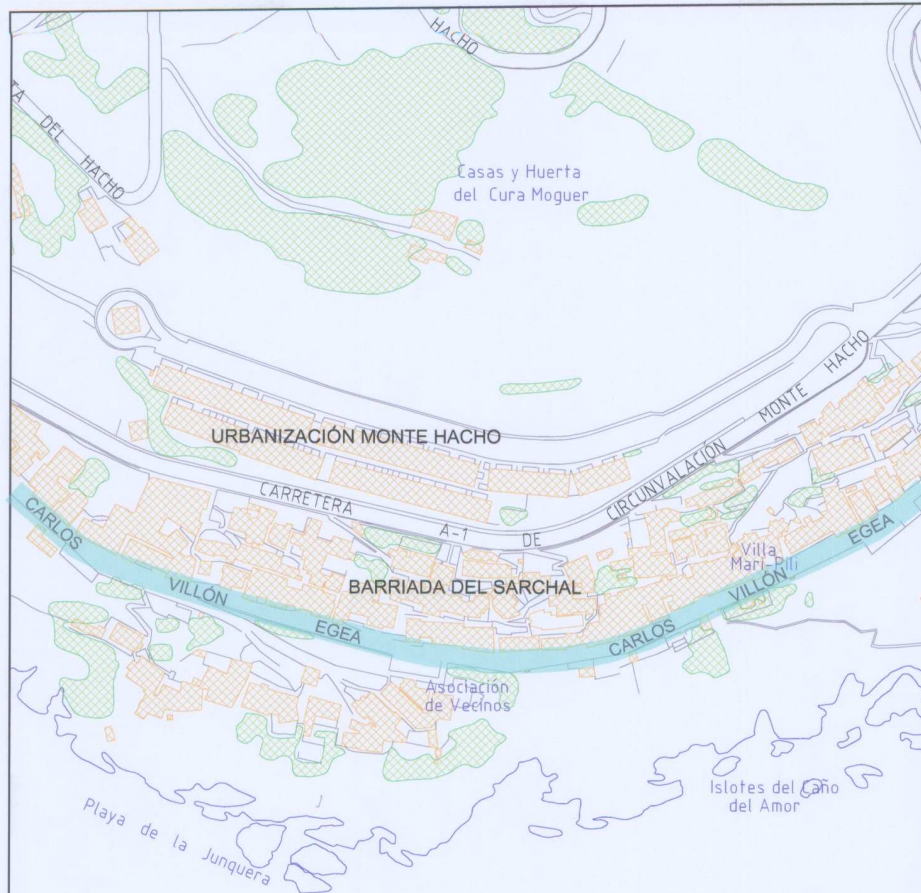 HACHO
TA DEL HACHO
Casas y Huerta
del Cura Moguer
URBANIZACIÓN MONTE HACHO
CARRETERA A-1 DE CIRCUNVALACIÓN MONTE HACHO
Villa
Mari-Pili
BARRIADA DEL SARCHAL
CARLOS VILLÓN EGEA
CARLOS VILLÓN EGEA
Asociación
de Vecinos
Islotes del Caño
del Amor
Playa de la Junquera